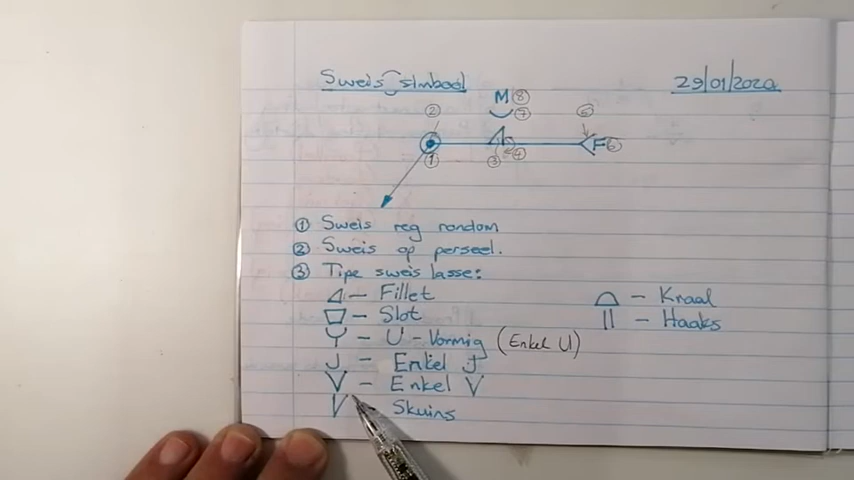 Sweis simbool
29/01/2020
M ⑧
② ⑦ ⑤
F ⑥
① ③ ④
① Sweis reg rondom
② Sweis op perseel.
③ Tipe sweis lasse:
– Fillet
– Kraal
– Slot
|| – Haaks
– U - Vormig (Enkel U)
J – Enkel J
V – Enkel V
V Skuins